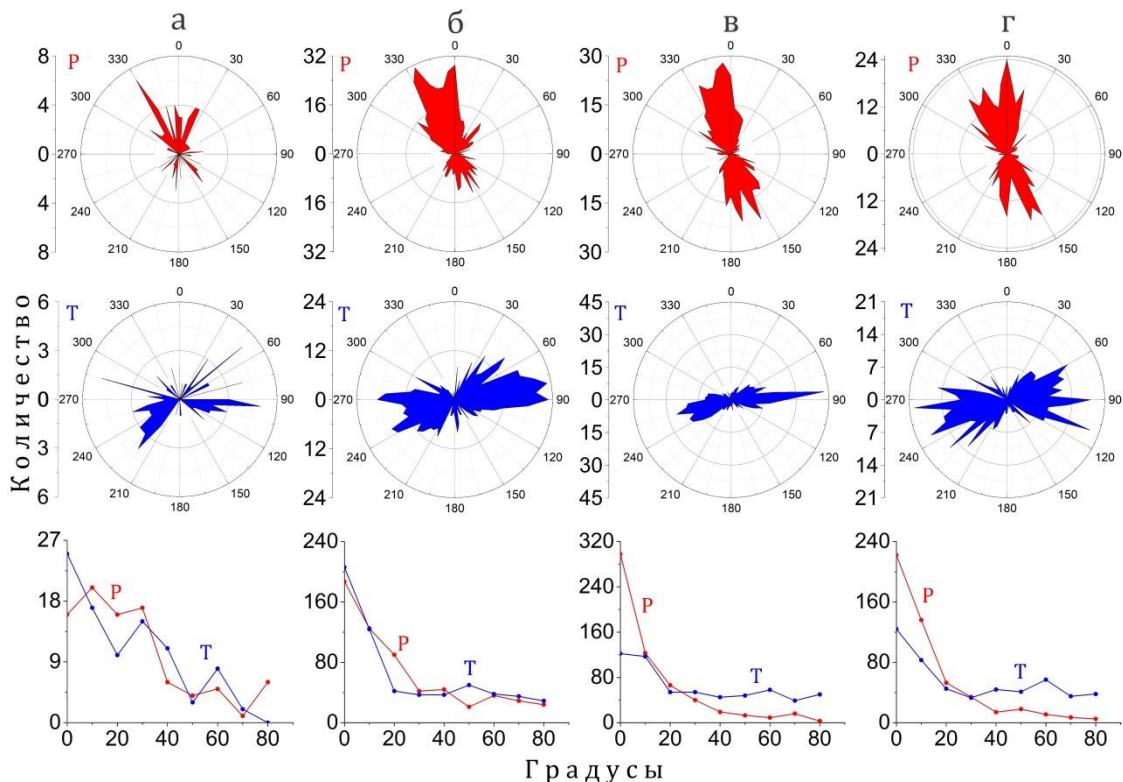 а б в г
8 P 0 32 P 0 30 P 0 24 P 0
330 30 330 30 330 30 330 30
4 300 60 16 300 60 15 300 60 12 300 60
0 270 90 0 270 90 0 270 90 0 270 90
4 240 120 16 240 120 15 240 120 12 240 120
210 150 210 150 210 150 210 150
8 180 32 180 30 180 24 180
Количество
6 T 0 24 T 0 45 T 0 21 T 0
330 30 330 30 330 30 330 30
30 14
3 300 60 12 300 60 15 300 60 7 300 60
0 270 90 0 270 90 0 270 90 0 270 90
3 240 120 12 240 120 15 240 120 7 240 120
30 14
210 150 210 150 210 150 210 150
6 180 24 180 45 180 21 180
27 240 320 240
18 P 160 P 240 P 160 P
9 T 80 T 160 T 80 T
80
0 0 0 0
0 20 40 60 80 0 20 40 60 80 0 20 40 60 80 0 20 40 60 80
Градусы